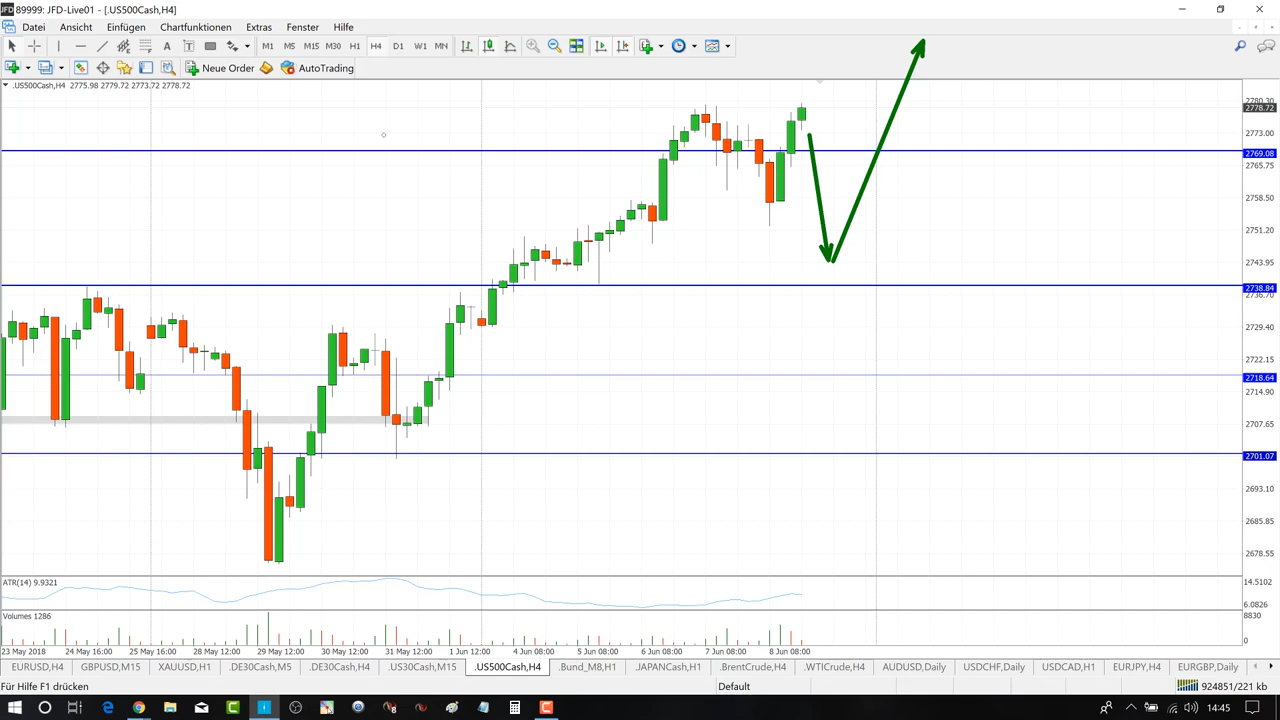 JFD 89999: JFD-Live01 - [.US500Cash,H4]
Datei Ansicht Einfügen Chartfunktionen Extras Fenster Hilfe
A T M1 M5 M15 M30 H1 H4 D1 W1 MN
Neue Order AutoTrading
.US500Cash,H4 2775.98 2779.72 2773.72 2778.72
2780.30
2778.72
2773.00
2769.08
2765.75
2758.50
2751.20
2743.95
2738.84
2736.70
2729.40
2722.15
2718.64
2714.90
2707.65
2701.07
2693.10
2685.85
2678.55
ATR(14) 9.9321 14.5102
6.0826
Volumes 1286 8830
0
23 May 2018 24 May 16:00 25 May 16:00 28 May 12:00 29 May 12:00 30 May 12:00 31 May 12:00 1 Jun 12:00 4 Jun 08:00 5 Jun 08:00 6 Jun 08:00 7 Jun 08:00 8 Jun 08:00
EURUSD,H4 GBPUSD,M15 XAUUSD,H1 .DE30Cash,M5 .DE30Cash,H4 .US30Cash,M15 .US500Cash,H4 .Bund_M8,H1 .JAPANCash,H1 .BrentCrude,H4 .WTICrude,H4 AUDUSD,Daily USDCHF,Daily USDCAD,H1 EURJPY,H4 EURGBP,Daily
Für Hilfe F1 drücken Default 924851/221 kb
14:45